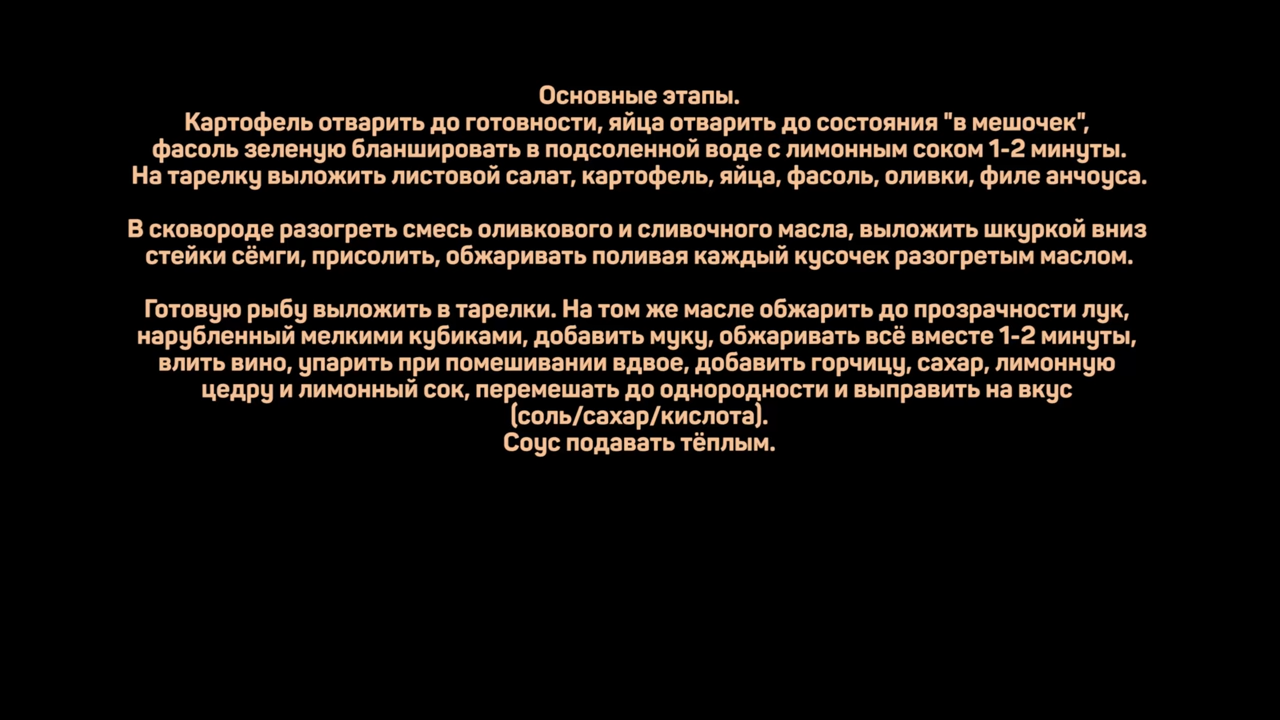 Основные этапы.
Картофель отварить до готовности, яйца отварить до состояния "в мешочек",
фасоль зеленую бланшировать в подсоленной воде с лимонным соком 1-2 минуты.
На тарелку выложить листовой салат, картофель, яйца, фасоль, оливки, филе анчоуса.
В сковороде разогреть смесь оливкового и сливочного масла, выложить шкуркой вниз
стейки сёмги, присолить, обжаривать поливая каждый кусочек разогретым маслом.
Готовую рыбу выложить в тарелки. На том же масле обжарить до прозрачности лук,
нарубленный мелкими кубиками, добавить муку, обжаривать всё вместе 1-2 минуты,
влить вино, упарить при помешивании вдвое, добавить горчицу, сахар, лимонную
цедру и лимонный сок, перемешать до однородности и выправить на вкус
(соль/сахар/кислота).
Соус подавать тёплым.